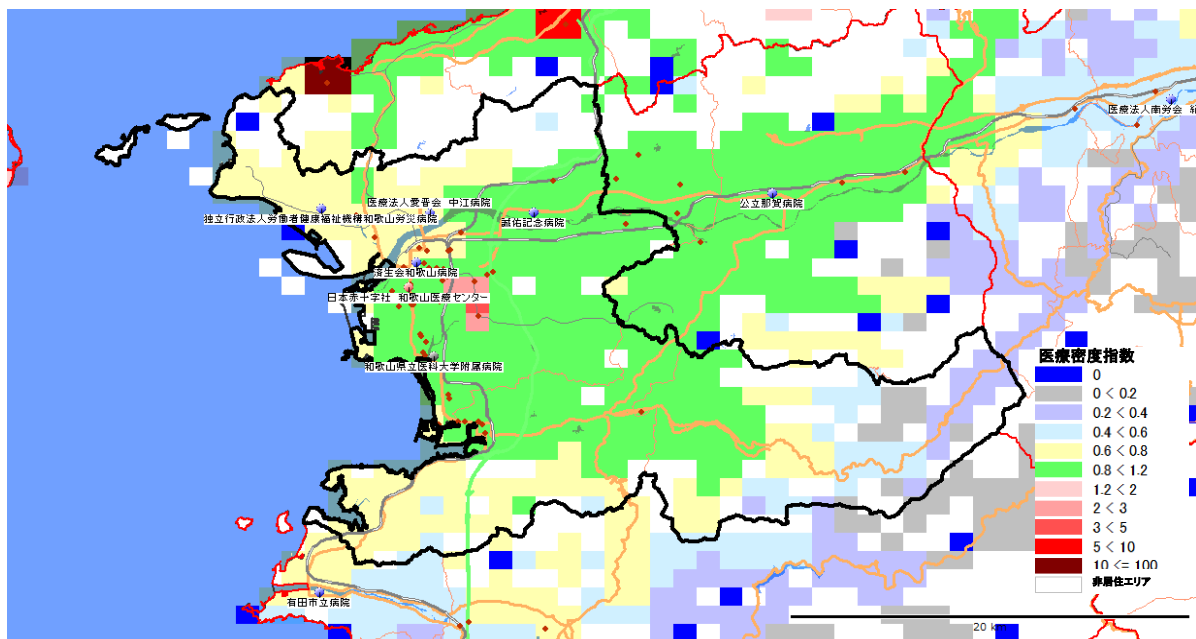 医療法人南労会 紀
医療法人愛晋会 中江病院
独立行政法人労働者健康福祉機構和歌山労災病院
誠佑記念病院
公立那賀病院
済生会和歌山病院
日本赤十字社 和歌山医療センター
和歌山県立医科大学附属病院
有田市立病院
医療密度指数
0
0 < 0.2
0.2 < 0.4
0.4 < 0.6
0.6 < 0.8
0.8 < 1.2
1.2 < 2
2 < 3
3 < 5
5 < 10
10 <= 100
非居住エリア